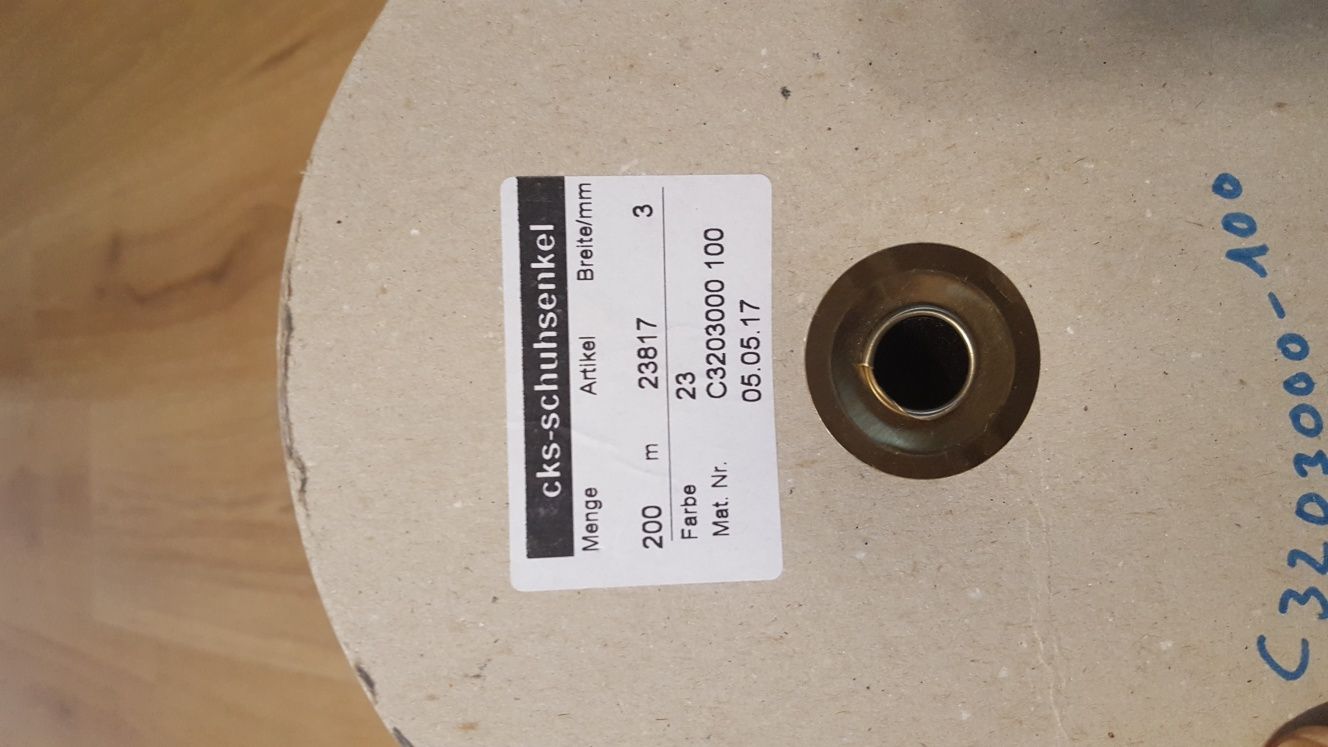 cks-schuhsenkel
Menge Artikel Breite/mm
200 m 23817 3
Farbe 23
Mat. Nr. C3203000 100
05.05.17
C3203000-100